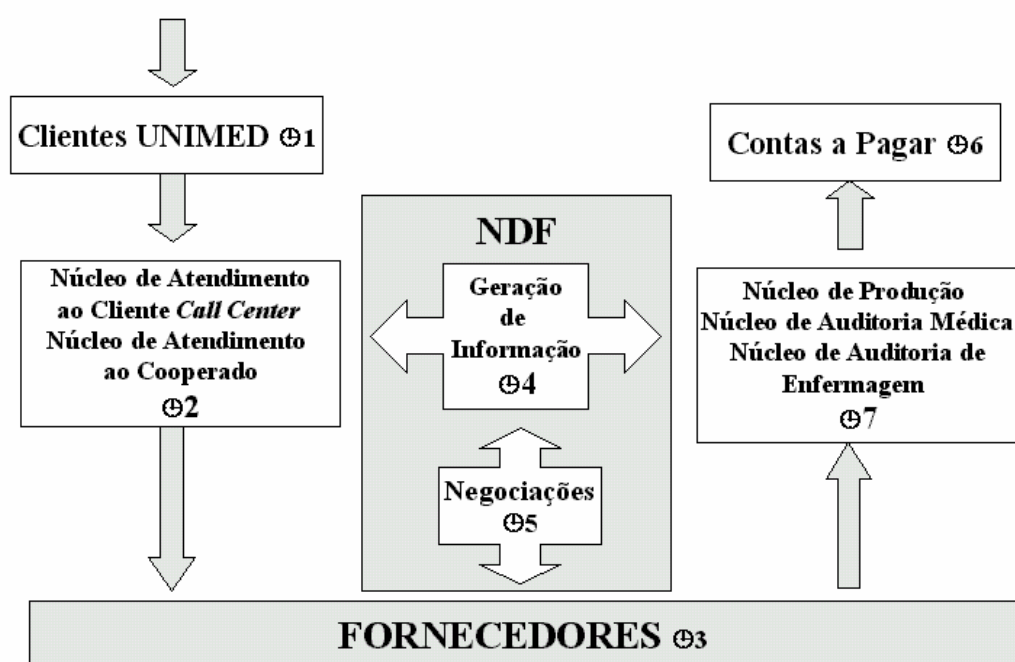 Clientes UNIMED 🕒1
Núcleo de Atendimento
ao Cliente Call Center
Núcleo de Atendimento
ao Cooperado
🕒2
NDF
Geração
de
Informação
🕒4
Negociações
🕒5
Contas a Pagar 🕒6
Núcleo de Produção
Núcleo de Auditoria Médica
Núcleo de Auditoria de
Enfermagem
🕒7
FORNECEDORES 🕒3